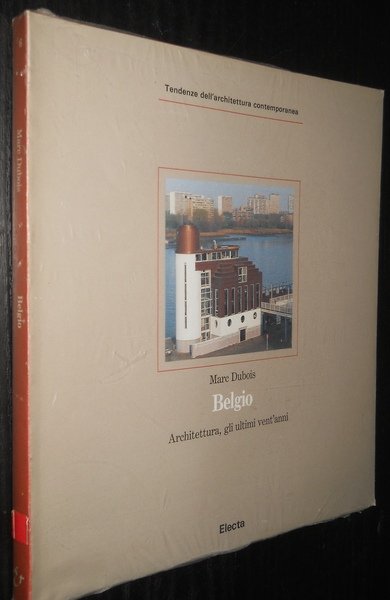 Tendenze dell'architettura contemporanea
Marc Dubois
Belgio
Architettura, gli ultimi vent'anni
Electa
Marc Dubois
Belgio